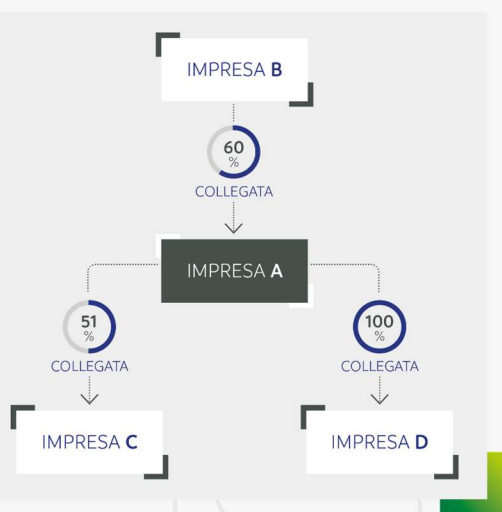 IMPRESA B
60
%
COLLEGATA
IMPRESA A
51
%
COLLEGATA
100
%
COLLEGATA
IMPRESA C
IMPRESA D